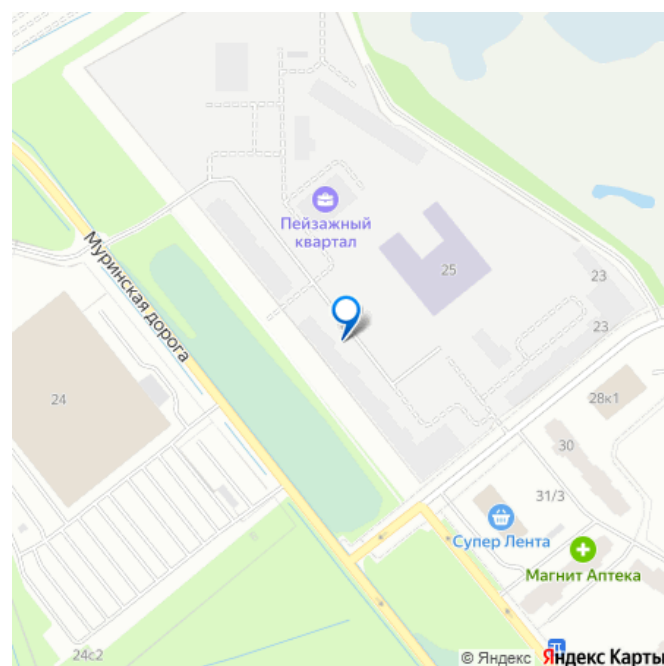 Пейзажный
квартал
25
23
23
Муринская дорога
24
28к1
30
31/3
Супер Лента
Магнит Аптека
24с2
© Яндекс Яндекс Карты